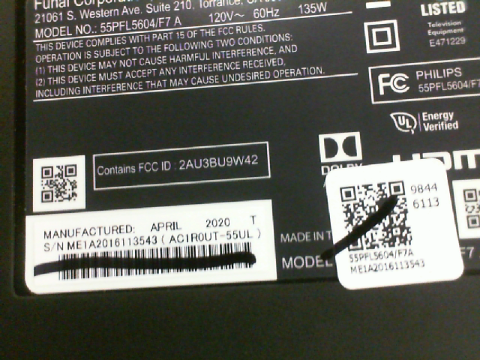 Funai Corporation
21061 S. Western Ave. Suite 210, Torrance, CA
MODEL NO.: 55PFL5604/F7 A 120V~ 60Hz 135W
THIS DEVICE COMPLIES WITH PART 15 OF THE FCC RULES.
OPERATION IS SUBJECT TO THE FOLLOWING TWO CONDITIONS:
(1) THIS DEVICE MAY NOT CAUSE HARMFUL INTERFERENCE, AND
(2) THIS DEVICE MUST ACCEPT ANY INTERFERENCE RECEIVED,
INCLUDING INTERFERENCE THAT MAY CAUSE UNDESIRED OPERATION.
LISTED
Television
Equipment
E471229
FC PHILIPS
55PFL5604/F7
UL Energy
Verified
DOLBY
HDMI
Contains FCC ID : 2AU3BU9W42
MANUFACTURED: APRIL 2020 T
S/N ME1A2016113543 ( AC1R0UT-55UL )
MADE IN T
MODEL
9844
6113
55PFL5604/F7A
ME1A2016113543
F7